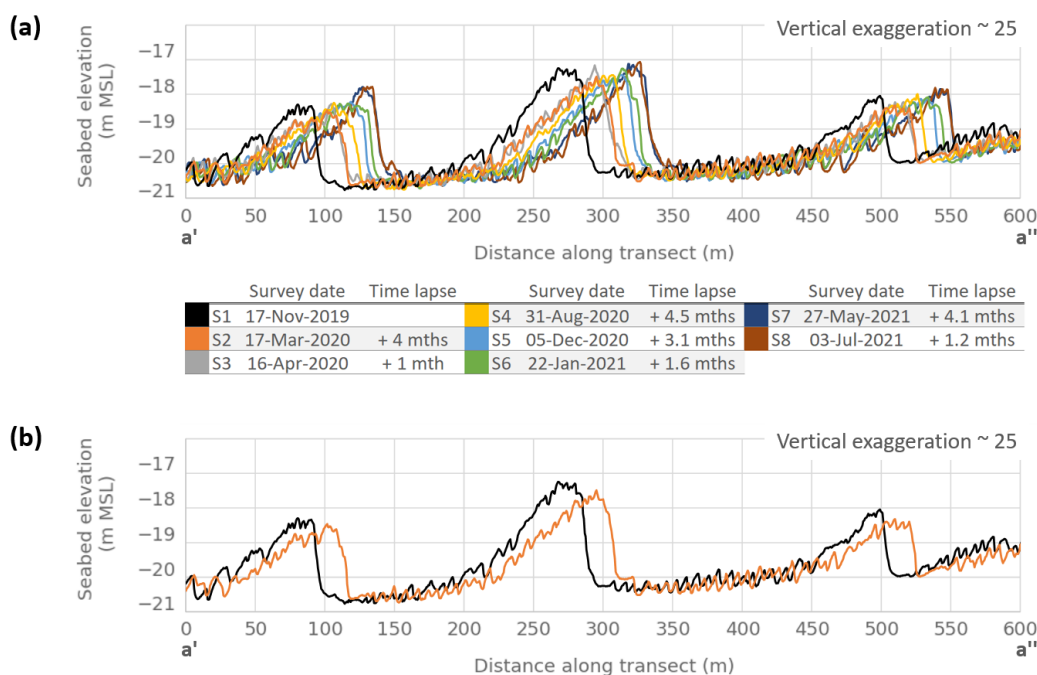 (a)
Vertical exaggeration ~ 25
Seabed elevation
(m MSL)
−17
−18
−19
−20
−21
0 50 100 150 200 250 300 350 400 450 500 550 600
a' a''
Distance along transect (m)
Survey date Time lapse Survey date Time lapse Survey date Time lapse
S1 17-Nov-2019 S4 31-Aug-2020 + 4.5 mths S7 27-May-2021 + 4.1 mths
S2 17-Mar-2020 + 4 mths S5 05-Dec-2020 + 3.1 mths S8 03-Jul-2021 + 1.2 mths
S3 16-Apr-2020 + 1 mth S6 22-Jan-2021 + 1.6 mths
(b)
Vertical exaggeration ~ 25
Seabed elevation
(m MSL)
−17
−18
−19
−20
−21
0 50 100 150 200 250 300 350 400 450 500 550 600
a' a''
Distance along transect (m)